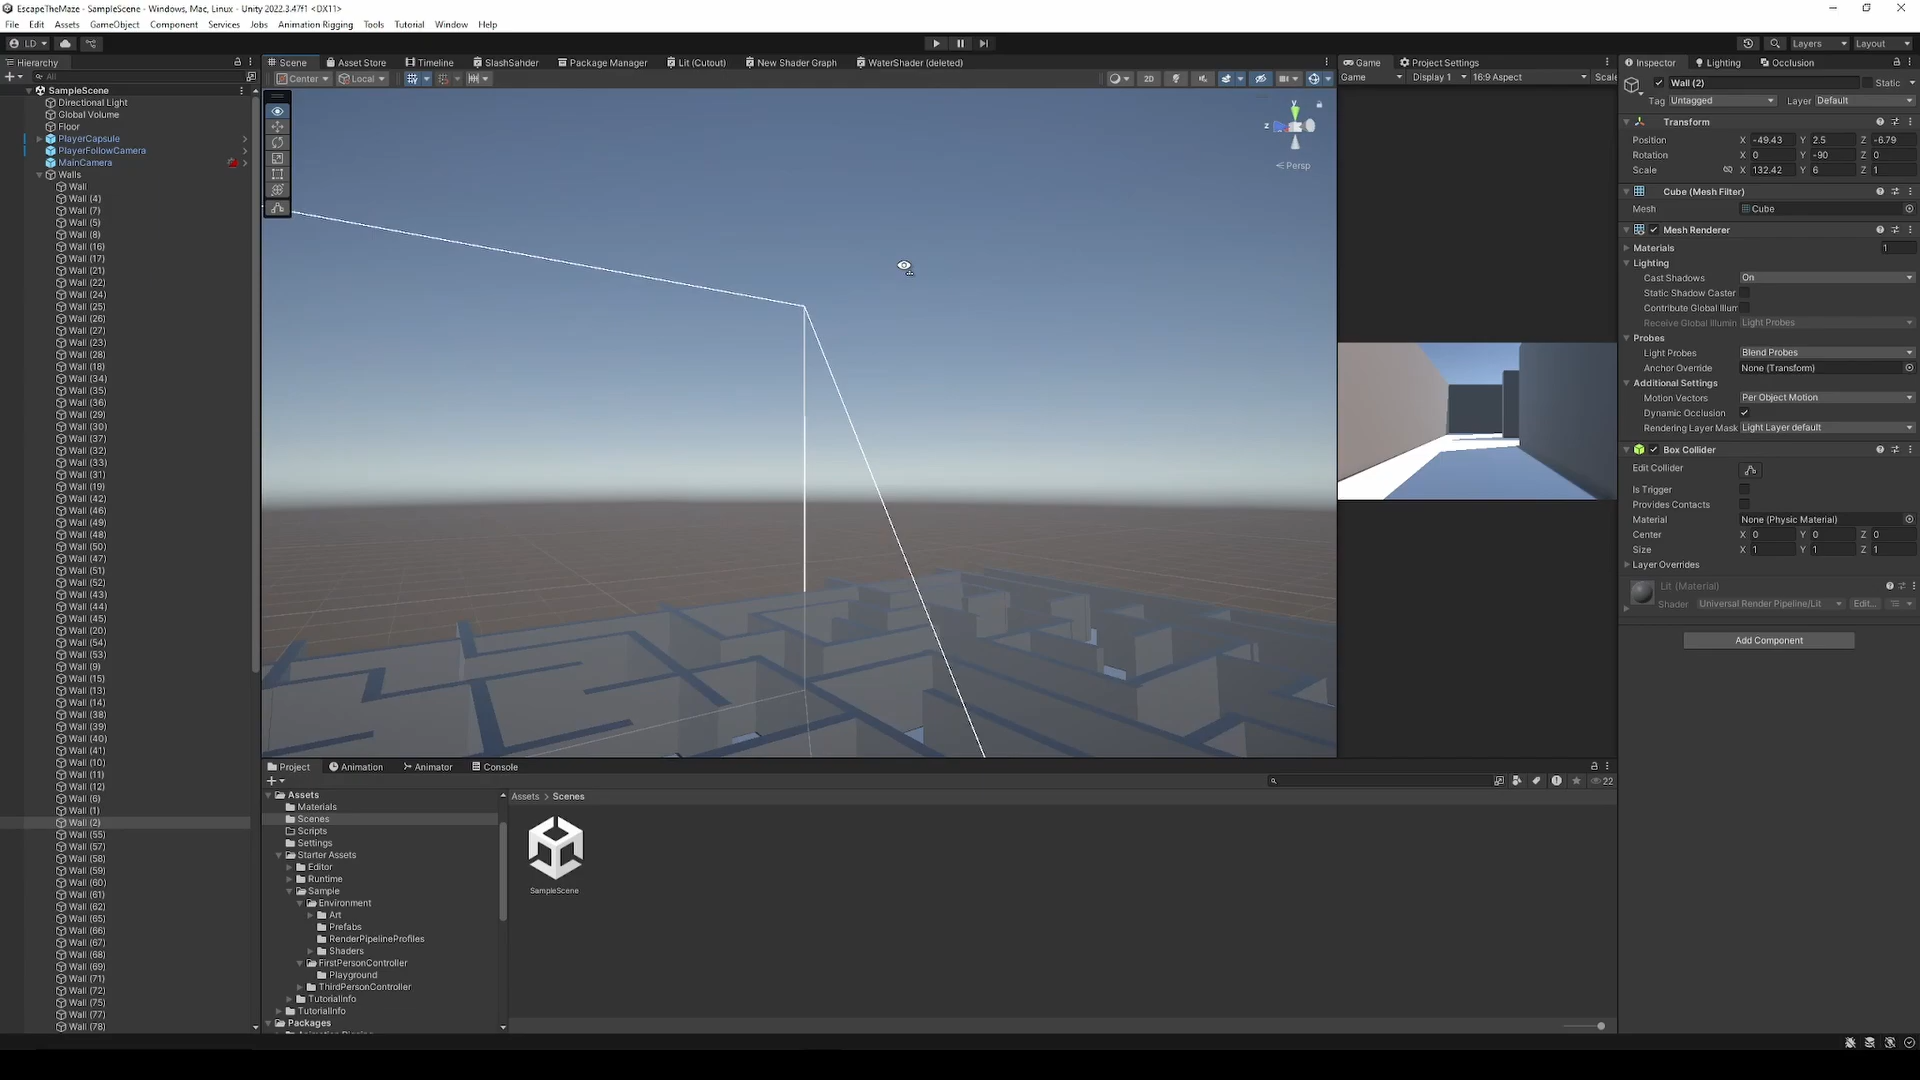 EscapeTheMaze - SampleScene - Windows, Mac, Linux - Unity 2022.3.47f1 <DX11>
File Edit Assets GameObject Component Services Jobs Animation Rigging Tools Tutorial Window Help
LD
Layers Layout
Hierarchy
All
SampleScene
Directional Light
Global Volume
Floor
PlayerCapsule
PlayerFollowCamera
MainCamera
Walls
Wall
Wall (4)
Wall (7)
Wall (5)
Wall (8)
Wall (16)
Wall (17)
Wall (21)
Wall (22)
Wall (24)
Wall (25)
Wall (26)
Wall (27)
Wall (23)
Wall (28)
Wall (18)
Wall (34)
Wall (35)
Wall (36)
Wall (29)
Wall (30)
Wall (37)
Wall (32)
Wall (33)
Wall (31)
Wall (19)
Wall (42)
Wall (46)
Wall (49)
Wall (48)
Wall (50)
Wall (47)
Wall (51)
Wall (52)
Wall (43)
Wall (44)
Wall (45)
Wall (20)
Wall (54)
Wall (53)
Wall (9)
Wall (15)
Wall (13)
Wall (14)
Wall (38)
Wall (39)
Wall (40)
Wall (41)
Wall (10)
Wall (11)
Wall (12)
Wall (6)
Wall (1)
Wall (2)
Wall (55)
Wall (57)
Wall (58)
Wall (59)
Wall (60)
Wall (61)
Wall (62)
Wall (65)
Wall (66)
Wall (67)
Wall (68)
Wall (69)
Wall (71)
Wall (72)
Wall (75)
Wall (77)
Wall (78)
Scene Asset Store Timeline SlashSahder Package Manager Lit (Cutout) New Shader Graph WaterShader (deleted)
Center Local 2D
y
z
Persp
Game Project Settings
Game Display 1 16:9 Aspect Scale
Project Animation Animator Console
22
Assets
Materials
Scenes
Scripts
Settings
Starter Assets
Editor
Runtime
Sample
Environment
Art
Prefabs
RenderPipelineProfiles
Shaders
FirstPersonController
Playground
ThirdPersonController
TutorialInfo
TutorialInfo
Packages
Assets > Scenes
SampleScene
Inspector Lighting Occlusion
Wall (2) Static
Tag Untagged Layer Default
Transform
Position X -49.43 Y 2.5 Z -6.79
Rotation X 0 Y -90 Z 0
Scale X 132.42 Y 6 Z 1
Cube (Mesh Filter)
Mesh Cube
Mesh Renderer
Materials 1
Lighting
Cast Shadows On
Static Shadow Caster
Contribute Global Illum
Receive Global Illumin Light Probes
Probes
Light Probes Blend Probes
Anchor Override None (Transform)
Additional Settings
Motion Vectors Per Object Motion
Dynamic Occlusion
Rendering Layer Mask Light Layer default
Box Collider
Edit Collider
Is Trigger
Provides Contacts
Material None (Physic Material)
Center X 0 Y 0 Z 0
Size X 1 Y 1 Z 1
Layer Overrides
Lit (Material)
Shader Universal Render Pipeline/Lit Edit...
Add Component